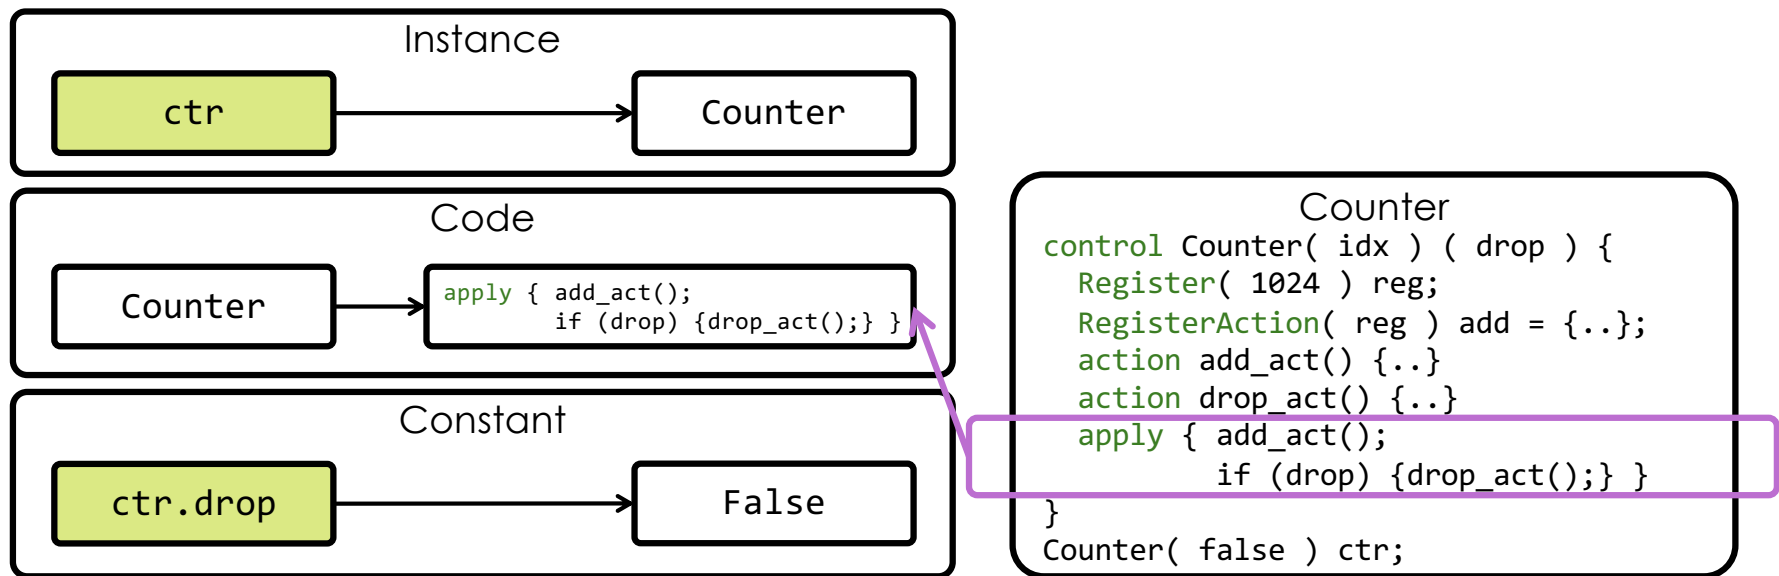 Instance
ctr
Counter
Code
Counter
apply { add_act();
if (drop) {drop_act();} }
Constant
ctr.drop
False
Counter
control Counter( idx ) ( drop ) {
Register( 1024 ) reg;
RegisterAction( reg ) add = {..};
action add_act() {..}
action drop_act() {..}
apply { add_act();
if (drop) {drop_act();} }
}
Counter( false ) ctr;